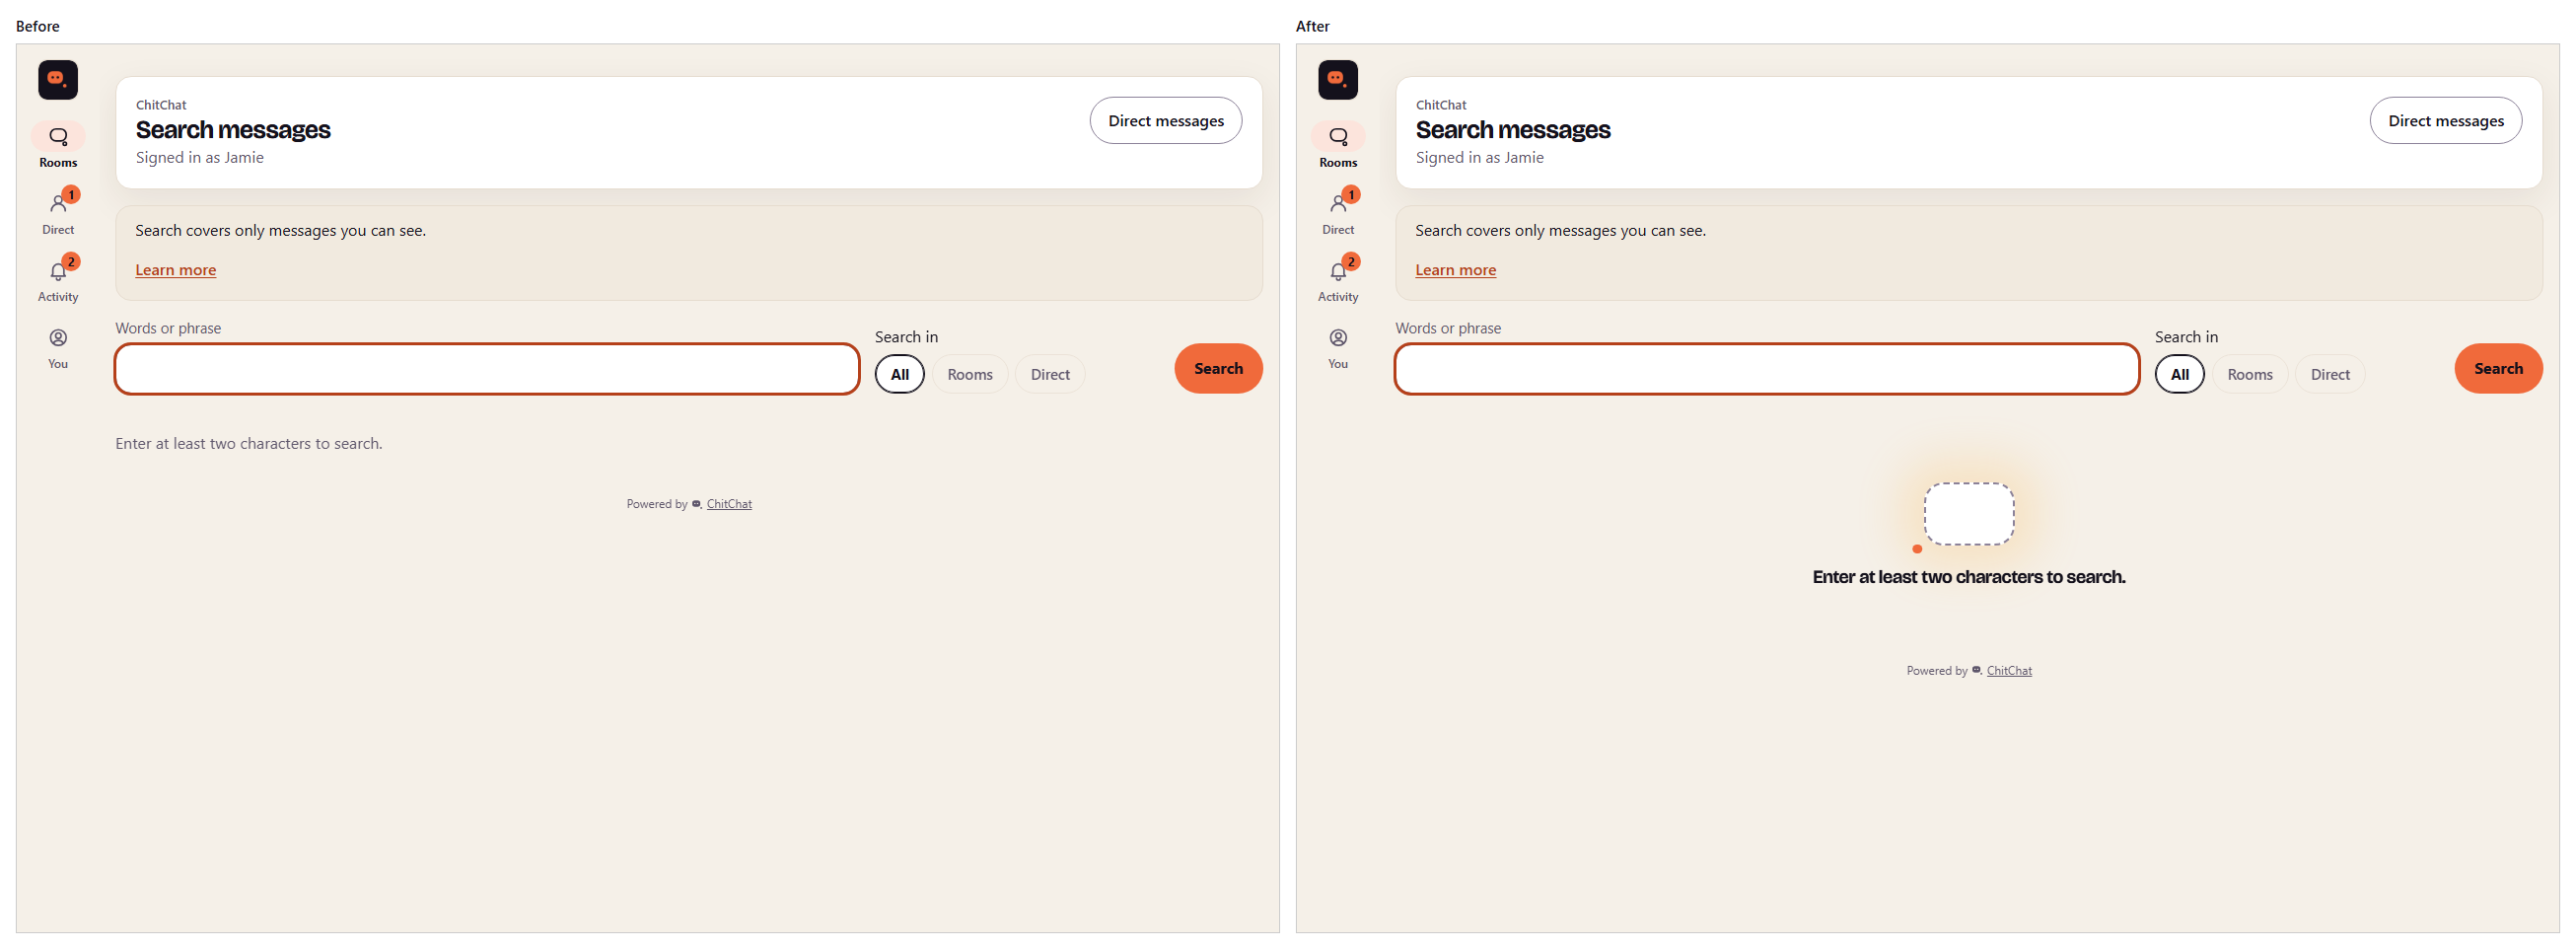 Before
ChitChat
Search messages
Signed in as Jamie
Direct messages
Rooms
1
Direct
2
Activity
You
Search covers only messages you can see.
Learn more
Words or phrase
Search in
All
Rooms
Direct
Search
Enter at least two characters to search.
Powered by ChitChat
After
ChitChat
Search messages
Signed in as Jamie
Direct messages
Rooms
1
Direct
2
Activity
You
Search covers only messages you can see.
Learn more
Words or phrase
Search in
All
Rooms
Direct
Search
Enter at least two characters to search.
Powered by ChitChat